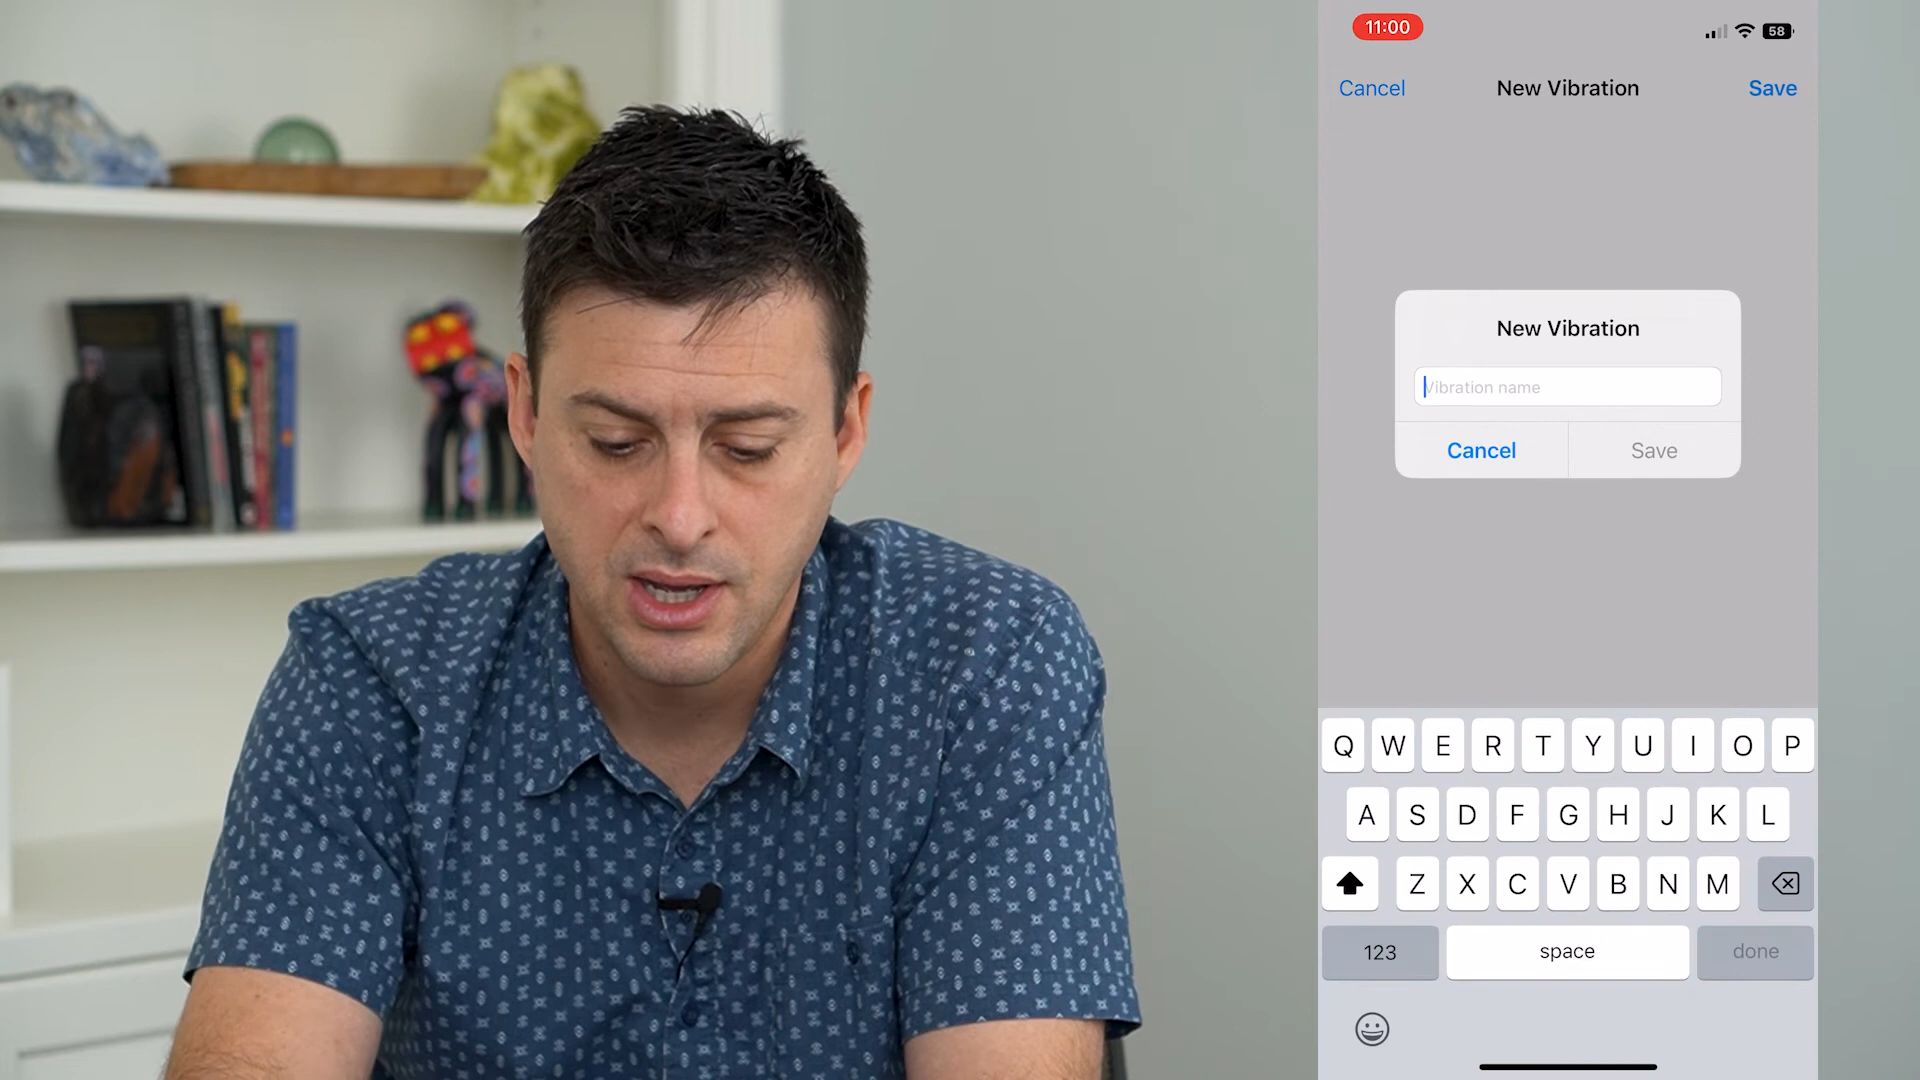 11:00
58
Cancel New Vibration Save
New Vibration
Vibration name
Cancel Save
Q W E R T Y U I O P
A S D F G H J K L
Z X C V B N M
123 space done